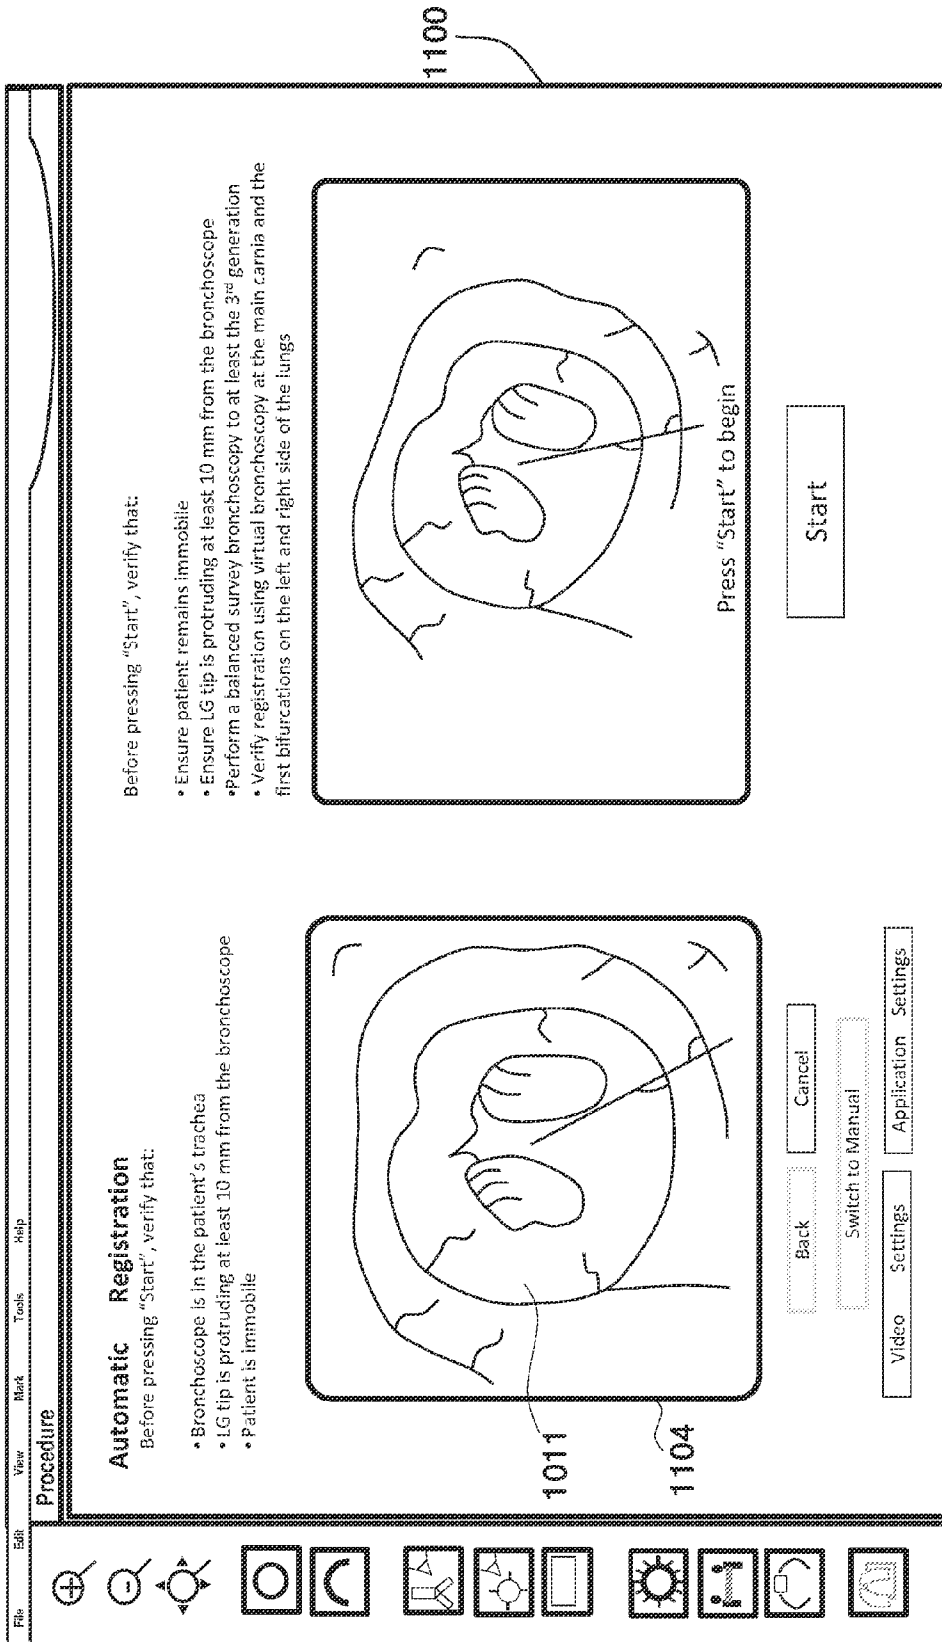 File Edit View Mark Tools Help
Procedure
Automatic Registration
Before pressing "Start", verify that:
• Bronchoscope is in the patient's trachea
• LG tip is protruding at least 10 mm from the bronchoscope
• Patient is immobile
1011
1104
Back
Cancel
Switch to Manual
Video Settings
Application Settings
Before pressing "Start", verify that:
• Ensure patient remains immobile
• Ensure LG tip is protruding at least 10 mm from the bronchoscope
•Perform a balanced survey bronchoscopy to at least the 3rd generation
• Verify registration using virtual bronchoscopy at the main carnia and the
first bifurcations on the left and right side of the lungs
Press "Start" to begin
Start
1100